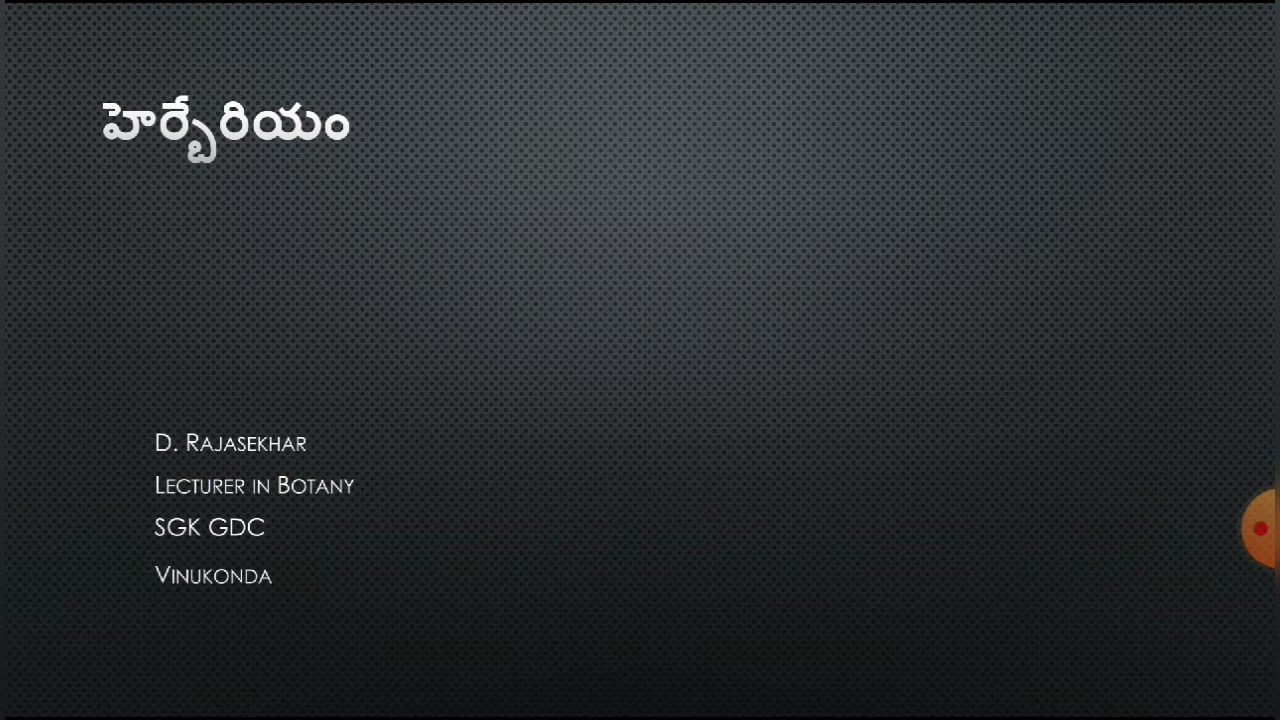 హెర్బేరియం
D. Rajasekhar
Lecturer in Botany
SGK GDC
Vinukonda